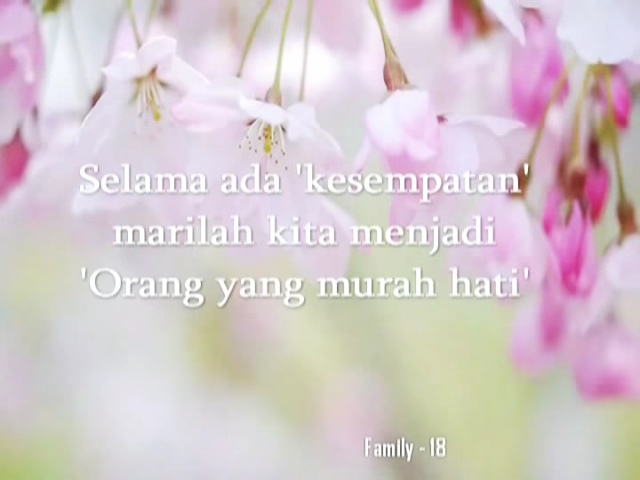 Selama ada 'kesempatan'
marilah kita menjadi
'Orang yang murah hati'
Family - 18